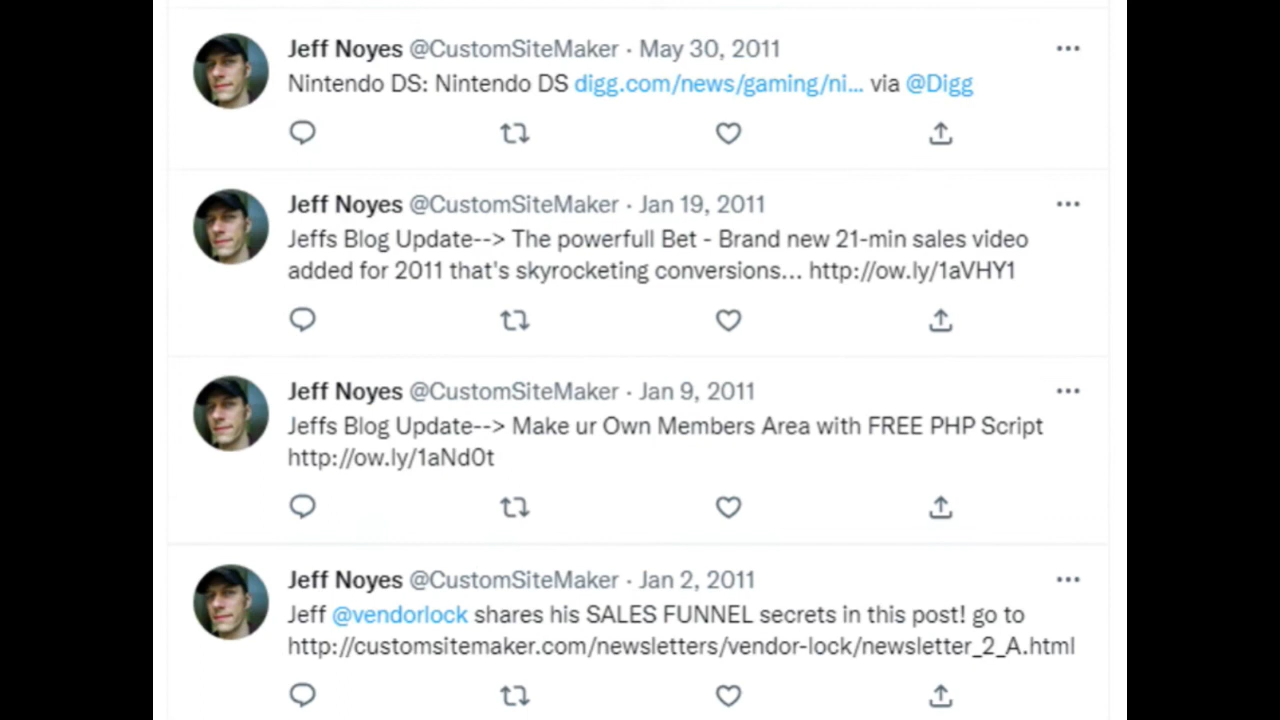 Jeff Noyes @CustomSiteMaker · May 30, 2011
Nintendo DS: Nintendo DS digg.com/news/gaming/ni... via @Digg
Jeff Noyes @CustomSiteMaker · Jan 19, 2011
Jeffs Blog Update--> The powerfull Bet - Brand new 21-min sales video
added for 2011 that's skyrocketing conversions... http://ow.ly/1aVHY1
Jeff Noyes @CustomSiteMaker · Jan 9, 2011
Jeffs Blog Update--> Make ur Own Members Area with FREE PHP Script
http://ow.ly/1aNd0t
Jeff Noyes @CustomSiteMaker · Jan 2, 2011
Jeff @vendorlock shares his SALES FUNNEL secrets in this post! go to
http://customsitemaker.com/newsletters/vendor-lock/newsletter_2_A.html